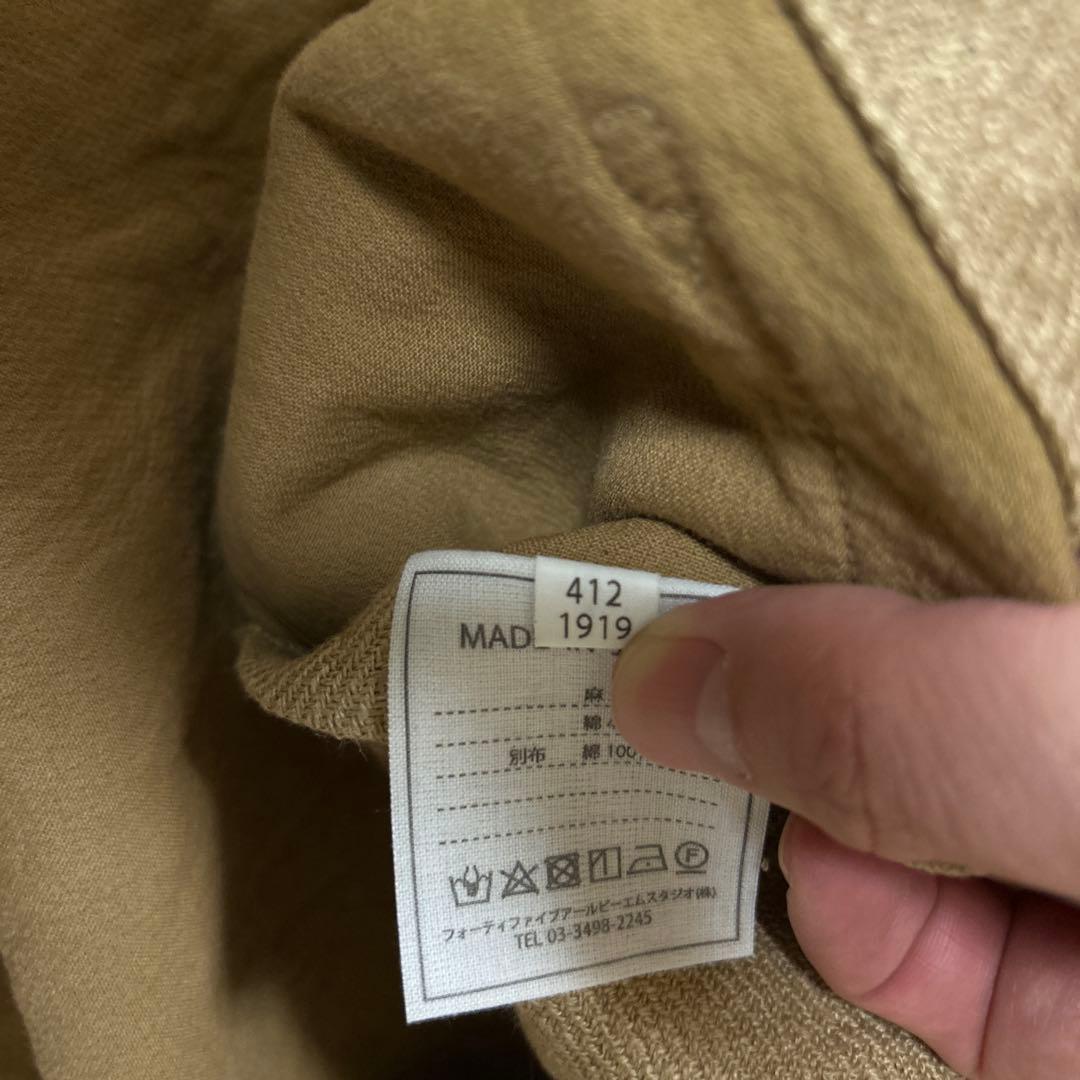 412
1919
MAD
麻
綿
別布 綿 100
フォーティファイブアールピーエムスタジオ(株)
TEL 03-3498-2245